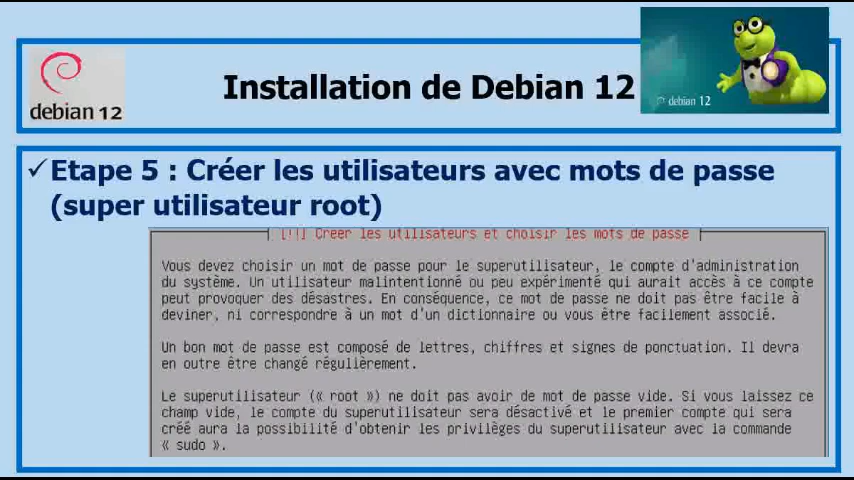 debian 12
Installation de Debian 12
debian 12
✓Etape 5 : Créer les utilisateurs avec mots de passe
(super utilisateur root)
[!!] Créer les utilisateurs et choisir les mots de passe
Vous devez choisir un mot de passe pour le superutilisateur, le compte d'administration
du système. Un utilisateur malintentionné ou peu expérimenté qui aurait accès à ce compte
peut provoquer des désastres. En conséquence, ce mot de passe ne doit pas être facile à
deviner, ni correspondre à un mot d'un dictionnaire ou vous être facilement associé.
Un bon mot de passe est composé de lettres, chiffres et signes de ponctuation. Il devra
en outre être changé régulièrement.
Le superutilisateur (« root ») ne doit pas avoir de mot de passe vide. Si vous laissez ce
champ vide, le compte du superutilisateur sera désactivé et le premier compte qui sera
créé aura la possibilité d'obtenir les privilèges du superutilisateur avec la commande
« sudo ».